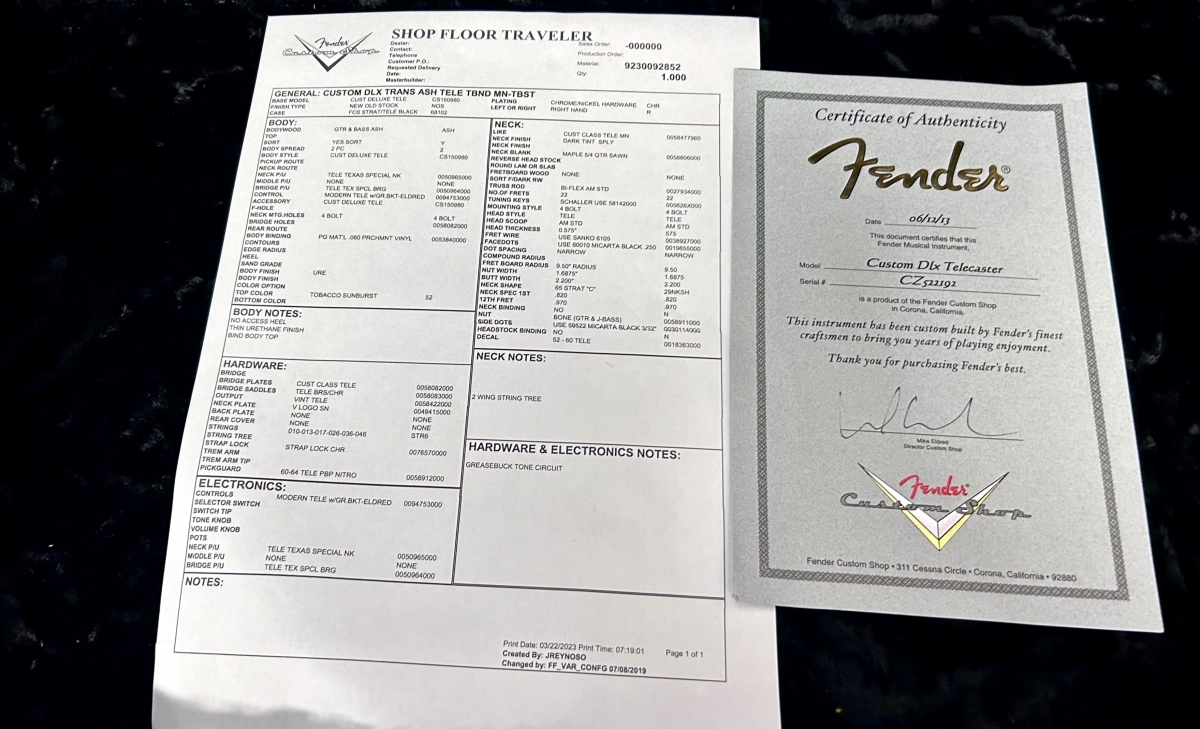 Fender
Custom Shop
SHOP FLOOR TRAVELER
Dealer:
Contact:
Telephone
Customer P.O.:
Requested Delivery
Date:
Masterbuilder:
Sales Order: -000000
Production Order:
Material: 9230092852
Qty: 1.000
GENERAL: CUSTOM DLX TRANS ASH TELE TBND MN-TBST
BASE MODEL CUST DELUXE TELE CS150980 PLATING CHROME/NICKEL HARDWARE CHR
FINISH TYPE NEW OLD STOCK NOS LEFT OR RIGHT RIGHT HAND R
CASE FCS STRAT/TELE BLACK 68102
BODY:
BODYWOOD GTR & BASS ASH ASH
TOP
SORT YES SORT Y
BODY SPREAD 2 PC 2
BODY STYLE CUST DELUXE TELE CS150980
PICKUP ROUTE
NECK ROUTE
NECK P/U TELE TEXAS SPECIAL NK 0050965000
MIDDLE P/U NONE NONE
BRIDGE P/U TELE TEX SPCL BRG 0050964000
CONTROL MODERN TELE w/GR.BKT-ELDRED 0094753000
ACCESSORY CUST DELUXE TELE CS150980
F-HOLE
NECK MTG.HOLES 4 BOLT 4 BOLT
BRIDGE HOLES 0058082000
REAR ROUTE
BODY BINDING PG MAT'L .060 PRCHMNT VINYL 0053840000
CONTOURS
EDGE RADIUS
HEEL
SAND GRADE
BODY FINISH URE
BODY FINISH
COLOR OPTION
TOP COLOR TOBACCO SUNBURST 52
BOTTOM COLOR
BODY NOTES:
NO ACCESS HEEL
THIN URETHANE FINISH
BIND BODY TOP
HARDWARE:
BRIDGE
BRIDGE PLATES CUST CLASS TELE 0058082000
BRIDGE SADDLES TELE BRS/CHR 0058083000
OUTPUT VINT TELE 0058422000
NECK PLATE V LOGO SN 0049415000
BACK PLATE NONE NONE
REAR COVER NONE NONE
STRINGS 010-013-017-026-036-046 STR6
STRING TREE
STRAP LOCK STRAP LOCK CHR 0076570000
TREM ARM
TREM ARM TIP
PICKGUARD 60-64 TELE PBP NITRO 0058912000
ELECTRONICS:
CONTROLS MODERN TELE w/GR.BKT-ELDRED 0094753000
SELECTOR SWITCH
SWITCH TIP
TONE KNOB
VOLUME KNOB
POTS
NECK P/U TELE TEXAS SPECIAL NK 0050965000
MIDDLE P/U NONE NONE
BRIDGE P/U TELE TEX SPCL BRG 0050964000
NECK:
LIKE CUST CLASS TELE MN 0058477980
NECK FINISH DARK TINT SPLY
NECK FINISH
NECK BLANK MAPLE 5/4 QTR SAWN 0058806000
REVERSE HEAD STOCK
ROUND LAM OR SLAB
FRETBOARD WOOD NONE NONE
SORT F/DARK RW
TRUSS ROD BI-FLEX AM STD 0027934000
NO.OF FRETS 22 22
TUNING KEYS SCHALLER USE 58142000
MOUNTING STYLE 4 BOLT 4 BOLT
HEAD STYLE TELE TELE
HEAD SCOOP AM STD AM STD
HEAD THICKNESS 0.575" 575
FRET WIRE USE SANKO 6105 0038927000
FACEDOTS USE 60010 MICARTA BLACK .250 0019655000
DOT SPACING NARROW NARROW
COMPOUND RADIUS
FRET BOARD RADIUS 9.50" RADIUS 9.50
NUT WIDTH 1.6875" 1.6875
BUTT WIDTH 2.200" 2.200
NECK SHAPE 65 STRAT "C" 29NKSH
NECK SPEC 1ST .820 .820
12TH FRET .970 .970
NECK BINDING NO N
NUT BONE (GTR & J-BASS) 0058911000
SIDE DOTS USE 59522 MICARTA BLACK 3/32" 0030114000
HEADSTOCK BINDING NO N
DECAL 52 - 60 TELE 0018363000
NECK NOTES:
2 WING STRING TREE
HARDWARE & ELECTRONICS NOTES:
GREASEBUCK TONE CIRCUIT
NOTES:
Print Date: 03/22/2023 Print Time: 07:19:01 Page 1 of 1
Created By: JREYNOSO
Changed by: FF_VAR_CONFG 07/08/2019
Certificate of Authenticity
Fender®
Date 06/12/13
This document certifies that this
Fender Musical Instrument,
Model Custom Dlx Telecaster
Serial # CZ522192
is a product of the Fender Custom Shop
in Corona, California.
This instrument has been custom built by Fender's finest
craftsmen to bring you years of playing enjoyment.
Thank you for purchasing Fender's best.
Mike Eldred
Director Custom Shop
Fender
Custom Shop
Fender Custom Shop • 311 Cessna Circle • Corona, California • 92880